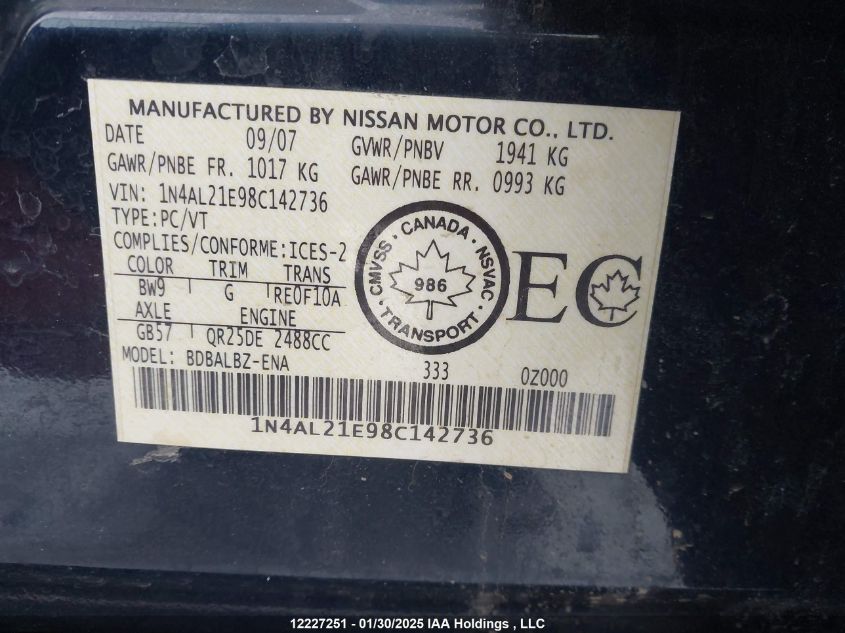 MANUFACTURED BY NISSAN MOTOR CO., LTD.
DATE 09/07 GVWR/PNBV 1941 KG
GAWR/PNBE FR. 1017 KG GAWR/PNBE RR. 0993 KG
VIN: 1N4AL21E98C142736
TYPE:PC/VT
COMPLIES/CONFORME:ICES-2
COLOR TRIM TRANS
BW9 G RE0F10A
AXLE ENGINE
GB57 QR25DE 2488CC
MODEL: BDBALBZ-ENA 333 0Z000
CMVSS · CANADA · NSVAC · TRANSPORT ·
986
EC
1N4AL21E98C142736
12227251 - 01/30/2025 IAA Holdings , LLC